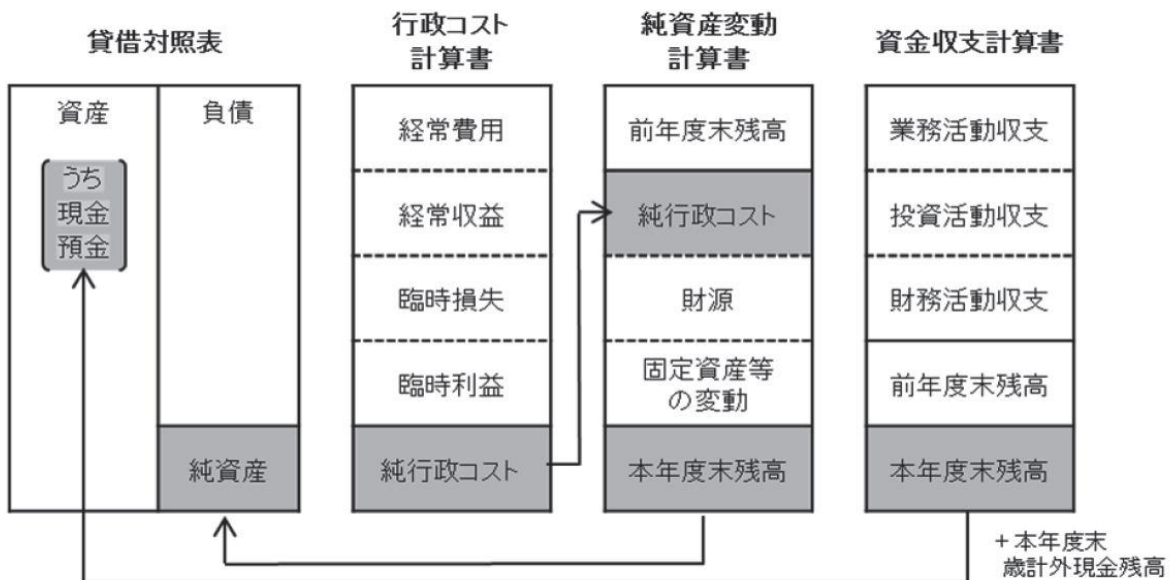 貸借対照表
資産
うち
現金
預金
負債
純資産
行政コスト
計算書
経常費用
経常収益
臨時損失
臨時利益
純行政コスト
純資産変動
計算書
前年度末残高
純行政コスト
財源
固定資産等
の変動
本年度末残高
資金収支計算書
業務活動収支
投資活動収支
財務活動収支
前年度末残高
本年度末残高
+本年度末
歳計外現金残高